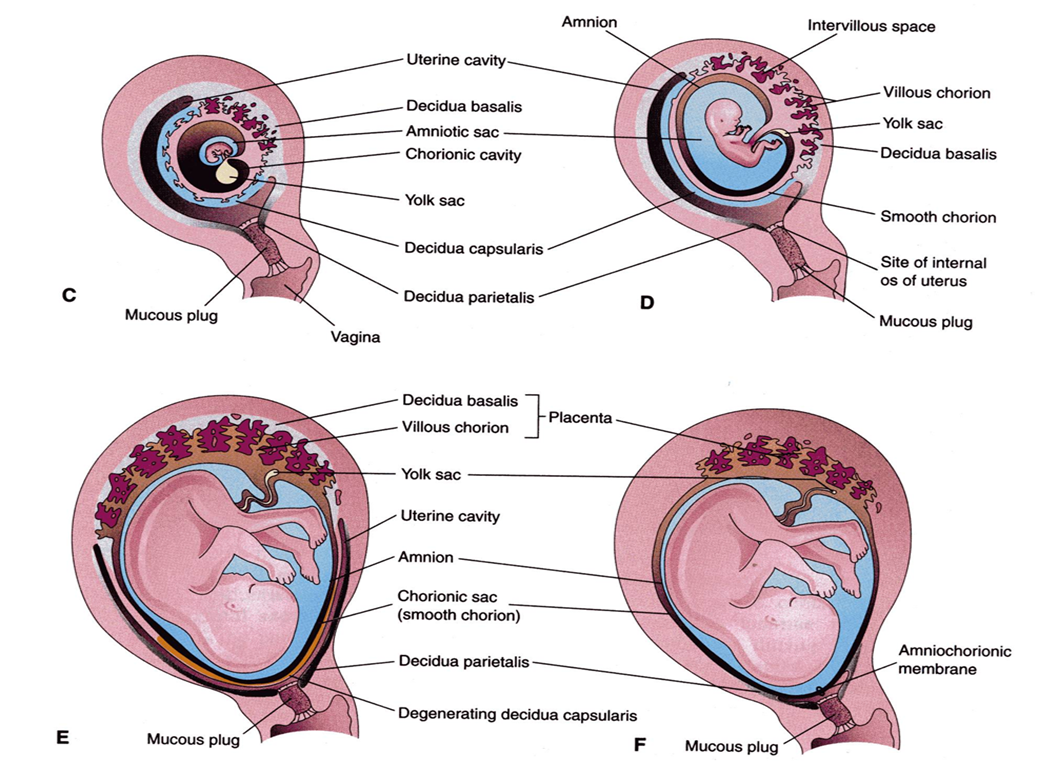 Amnion
Intervillous space
Uterine cavity
Decidua basalis
Amniotic sac
Chorionic cavity
Yolk sac
Decidua capsularis
Decidua parietalis
Villous chorion
Yolk sac
Decidua basalis
Smooth chorion
Site of internal
os of uterus
Mucous plug
C
Mucous plug
Vagina
D
Decidua basalis
Villous chorion
Placenta
Yolk sac
Uterine cavity
Amnion
Chorionic sac
(smooth chorion)
Decidua parietalis
Degenerating decidua capsularis
Amniochorionic
membrane
E
Mucous plug
F
Mucous plug